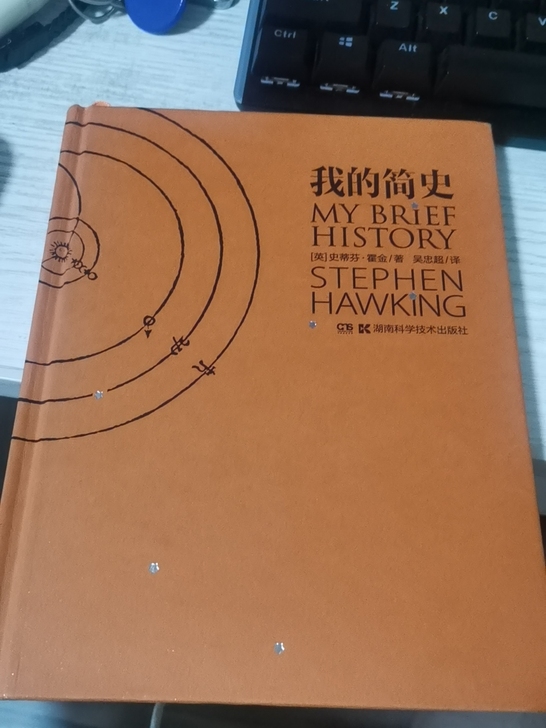 Z
X
C
V
Ctrl
Alt
我的简史
MY BRiEF
HISTORY
[英]史蒂芬·霍金/著 吴忠超/译
STEPHEN
HAWKiNG
湖南科学技术出版社